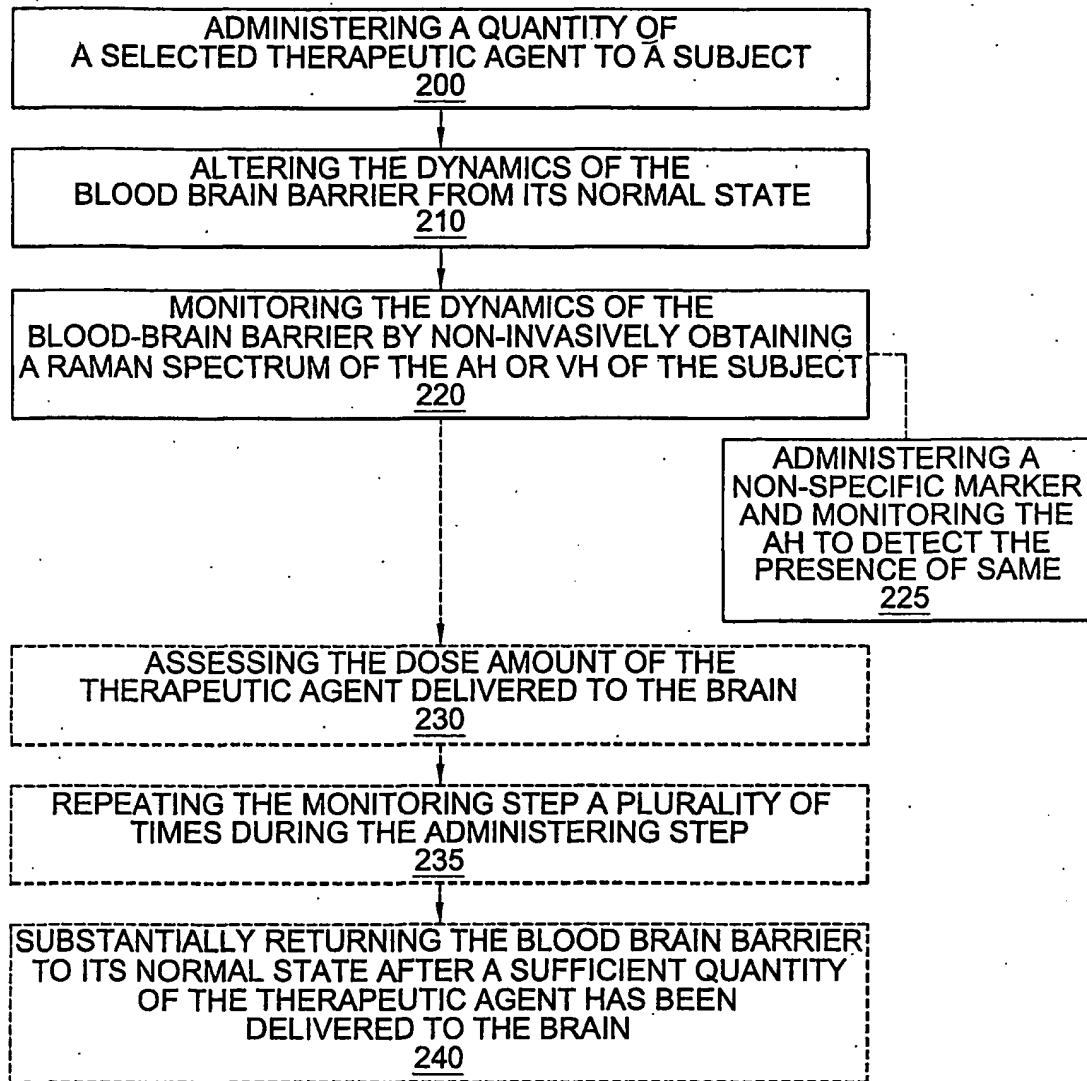 ADMINISTERING A QUANTITY OF
A SELECTED THERAPEUTIC AGENT TO A SUBJECT
200
ALTERING THE DYNAMICS OF THE
BLOOD BRAIN BARRIER FROM ITS NORMAL STATE
210
MONITORING THE DYNAMICS OF THE
BLOOD-BRAIN BARRIER BY NON-INVASIVELY OBTAINING
A RAMAN SPECTRUM OF THE AH OR VH OF THE SUBJECT
220
ADMINISTERING A
NON-SPECIFIC MARKER
AND MONITORING THE
AH TO DETECT THE
PRESENCE OF SAME
225
ASSESSING THE DOSE AMOUNT OF THE
THERAPEUTIC AGENT DELIVERED TO THE BRAIN
230
REPEATING THE MONITORING STEP A PLURALITY OF
TIMES DURING THE ADMINISTERING STEP
235
SUBSTANTIALLY RETURNING THE BLOOD BRAIN BARRIER
TO ITS NORMAL STATE AFTER A SUFFICIENT QUANTITY
OF THE THERAPEUTIC AGENT HAS BEEN
DELIVERED TO THE BRAIN
240